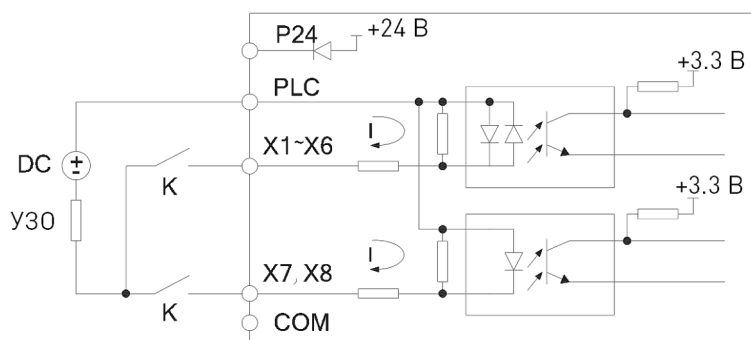 P24
+24 В
PLC
+3.3 В
I
X1~X6
DC
K
УЗО
+3.3 В
I
X7, X8
K
COM